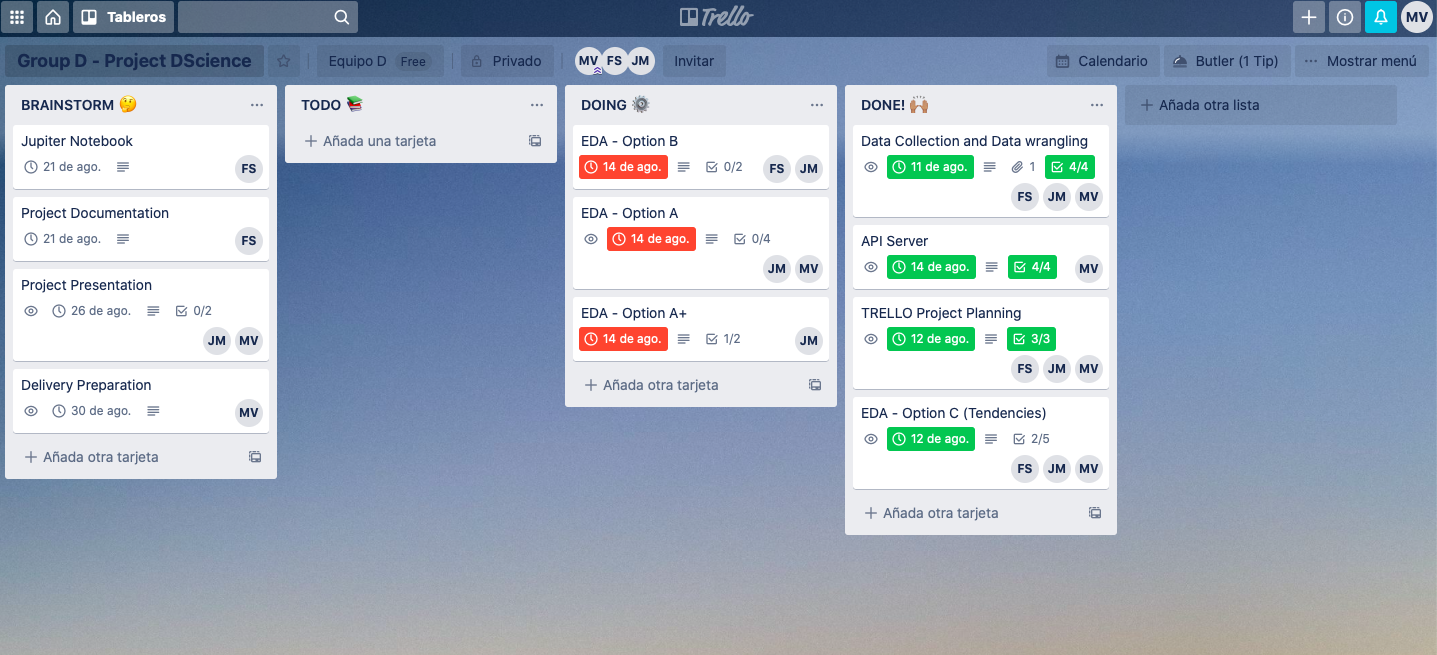 Tableros
Trello
MV
Group D - Project DScience
Equipo D Free
Privado
MV FS JM
Invitar
Calendario
Butler (1 Tip)
Mostrar menú
BRAINSTORM 🤔
Jupiter Notebook
21 de ago.
FS
Project Documentation
21 de ago.
FS
Project Presentation
26 de ago. 0/2
JM MV
Delivery Preparation
30 de ago.
MV
Añada otra tarjeta
TODO 📚
Añada una tarjeta
DOING ⚙️
EDA - Option B
14 de ago. 0/2
FS JM
EDA - Option A
14 de ago. 0/4
JM MV
EDA - Option A+
14 de ago. 1/2
JM
Añada otra tarjeta
DONE! 🙌🏽
Data Collection and Data wrangling
11 de ago. 1 4/4
FS JM MV
API Server
14 de ago. 4/4
MV
TRELLO Project Planning
12 de ago. 3/3
FS JM MV
EDA - Option C (Tendencies)
12 de ago. 2/5
FS JM MV
Añada otra tarjeta
Añada otra lista